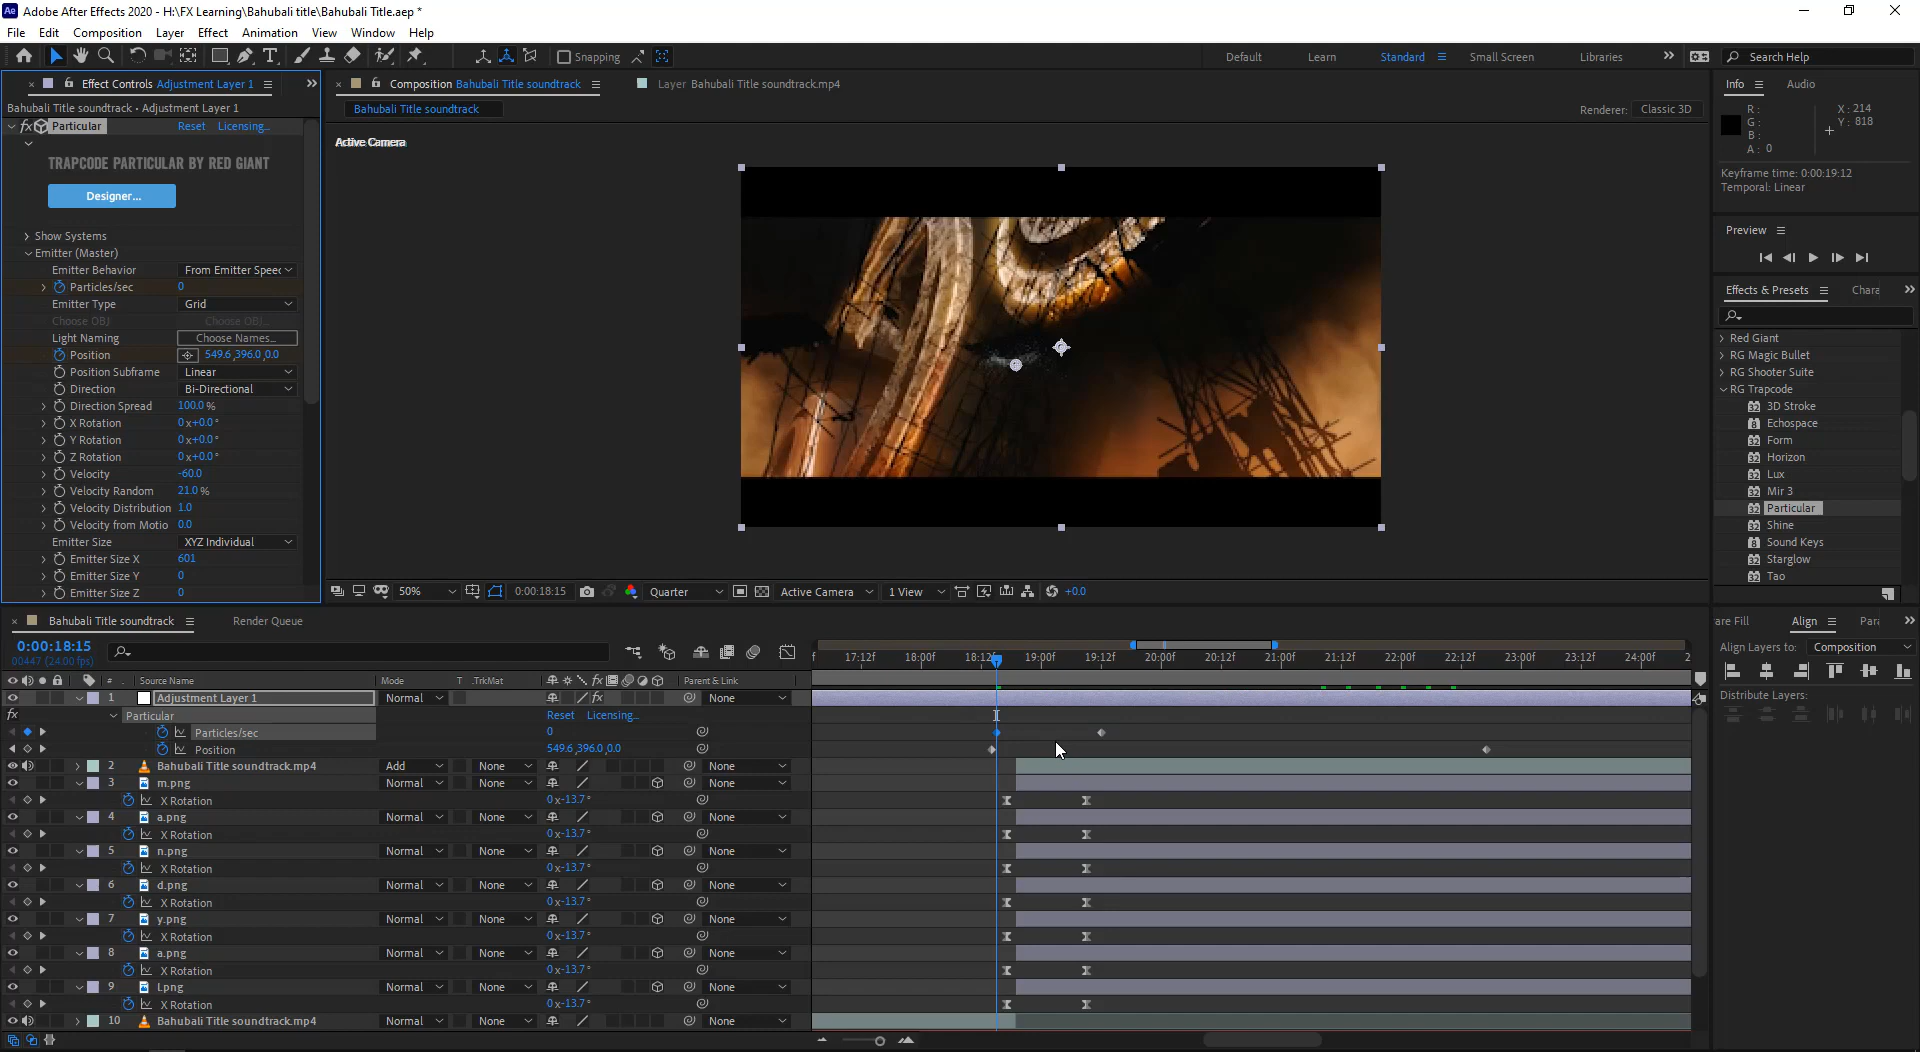 Adobe After Effects 2020 - H:\FX Learning\Bahubali title\Bahubali Title.aep *
File Edit Composition Layer Effect Animation View Window Help
Snapping
Default Learn Standard Small Screen Libraries
Search Help
Effect Controls Adjustment Layer 1
Bahubali Title soundtrack • Adjustment Layer 1
fx Particular Reset Licensing...
TRAPCODE PARTICULAR BY RED GIANT
Designer...
Show Systems
Emitter (Master)
Emitter Behavior From Emitter Speec
Particles/sec 0
Emitter Type Grid
Choose OBJ Choose OBJ...
Light Naming Choose Names...
Position 549.6,396.0,0.0
Position Subframe Linear
Direction Bi-Directional
Direction Spread 100.0 %
X Rotation 0x+0.0°
Y Rotation 0x+0.0°
Z Rotation 0x+0.0°
Velocity -60.0
Velocity Random 21.0 %
Velocity Distribution 1.0
Velocity from Motio 0.0
Emitter Size XYZ Individual
Emitter Size X 601
Emitter Size Y 0
Emitter Size Z 0
Composition Bahubali Title soundtrack
Layer Bahubali Title soundtrack.mp4
Bahubali Title soundtrack
Renderer: Classic 3D
Active Camera
50% 0:00:18:15 Quarter Active Camera 1 View +0.0
Info Audio
R: X: 214
G: Y: 818
B:
A: 0
Keyframe time: 0:00:19:12
Temporal: Linear
Preview
Effects & Presets Chara
Red Giant
RG Magic Bullet
RG Shooter Suite
RG Trapcode
3D Stroke
Echospace
Form
Horizon
Lux
Mir 3
Particular
Shine
Sound Keys
Starglow
Tao
are Fill Align Para
Align Layers to: Composition
Distribute Layers:
Bahubali Title soundtrack Render Queue
0:00:18:15
00447 (24.00 fps)
f 17:12f 18:00f 18:12f 19:00f 19:12f 20:00f 20:12f 21:00f 21:12f 22:00f 22:12f 23:00f 23:12f 24:00f 2
# Source Name Mode T .TrkMat Parent & Link
1 Adjustment Layer 1 Normal fx None
fx Particular Reset Licensing...
Particles/sec 0
Position 549.6,396.0,0.0
2 Bahubali Title soundtrack.mp4 Add None None
3 m.png Normal None None
X Rotation 0x-13.7°
4 a.png Normal None None
X Rotation 0x-13.7°
5 n.png Normal None None
X Rotation 0x-13.7°
6 d.png Normal None None
X Rotation 0x-13.7°
7 y.png Normal None None
X Rotation 0x-13.7°
8 a.png Normal None None
X Rotation 0x-13.7°
9 l.png Normal None None
X Rotation 0x-13.7°
10 Bahubali Title soundtrack.mp4 Normal None None